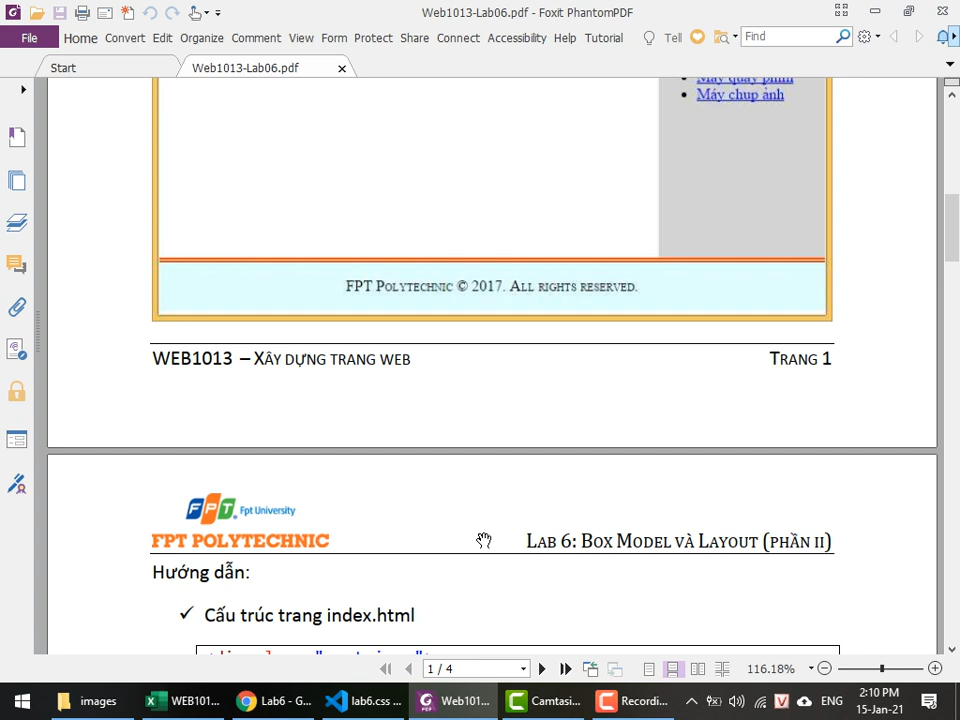 Web1013-Lab06.pdf - Foxit PhantomPDF
File Home Convert Edit Organize Comment View Form Protect Share Connect Accessibility Help Tutorial Tell Find
Start Web1013-Lab06.pdf
Máy quay phim
Máy chụp ảnh
FPT Polytechnic © 2017. All rights reserved.
WEB1013 – Xây dựng trang web Trang 1
FPT Fpt University
FPT POLYTECHNIC Lab 6: Box Model và Layout (phần II)
Hướng dẫn:
Cấu trúc trang index.html
1 / 4 116.18%
images WEB101... Lab6 - G... lab6.css ... Web101... Camtasi... Recordi... ENG 2:10 PM
15-Jan-21